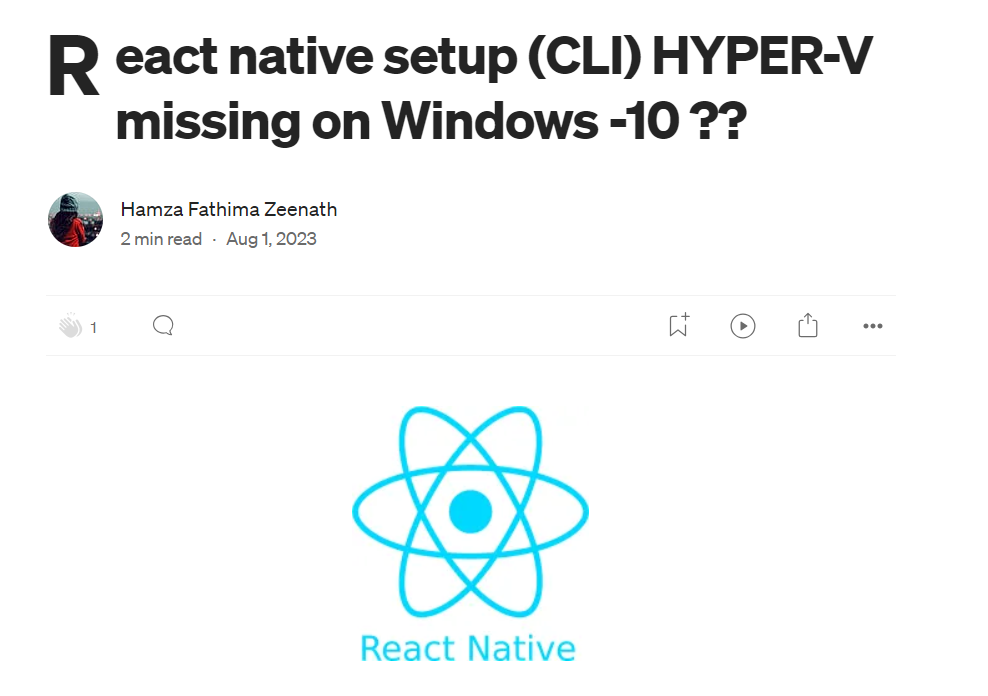 React native setup (CLI) HYPER-V
missing on Windows -10 ??
Hamza Fathima Zeenath
2 min read · Aug 1, 2023
1
React Native